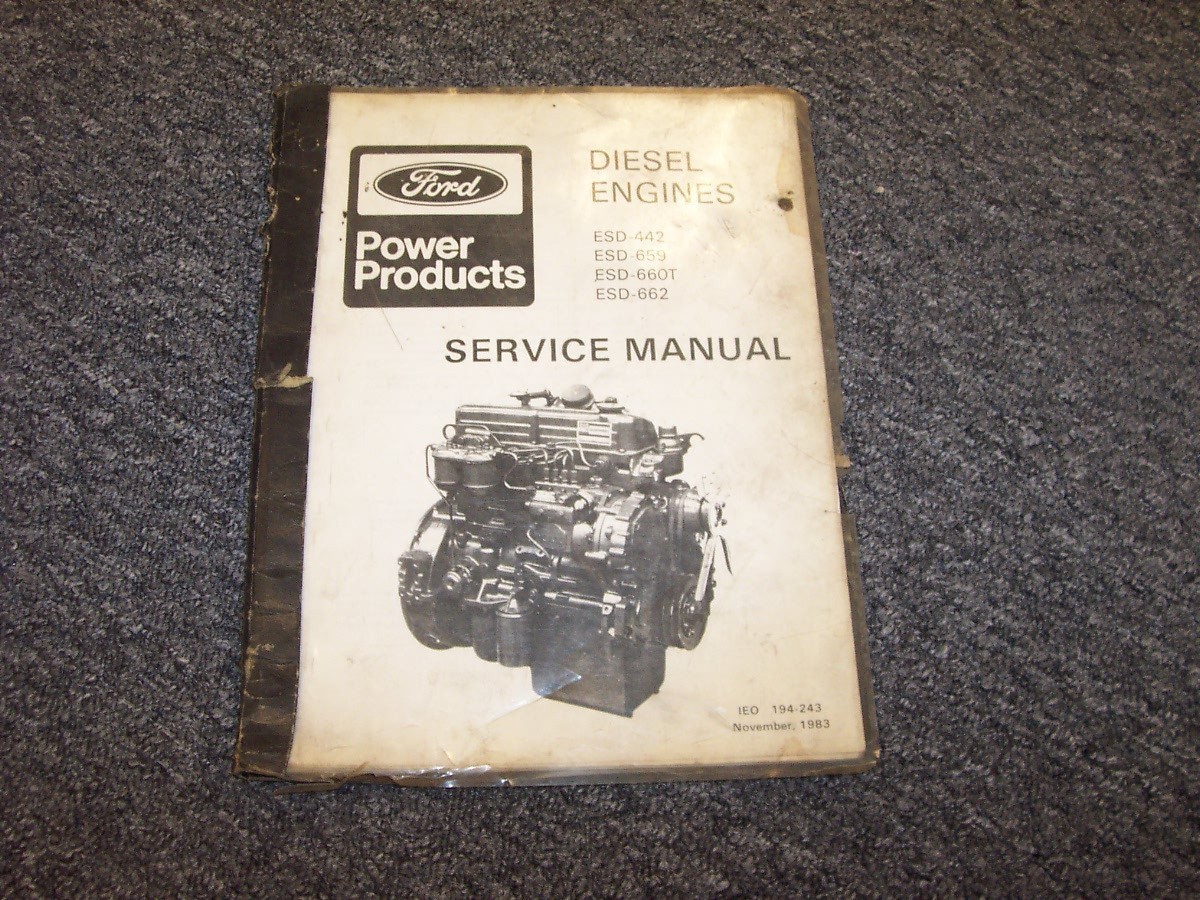 Ford
Power
Products
DIESEL
ENGINES
ESD-442
ESD-659
ESD-660T
ESD-662
SERVICE MANUAL
IEO 194-243
November, 1983